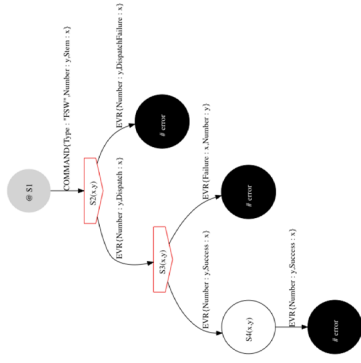 @ S1
COMMAND{Type : "FSW",Number : y,Stem : x}
S2(x,y)
EVR{Number : y,DispatchFailure : x}
# error
EVR{Number : y,Dispatch : x}
S3(x,y)
EVR{Failure : x,Number : y}
# error
EVR{Number : y,Success : x}
S4(x,y)
EVR{Number : y,Success : x}
# error